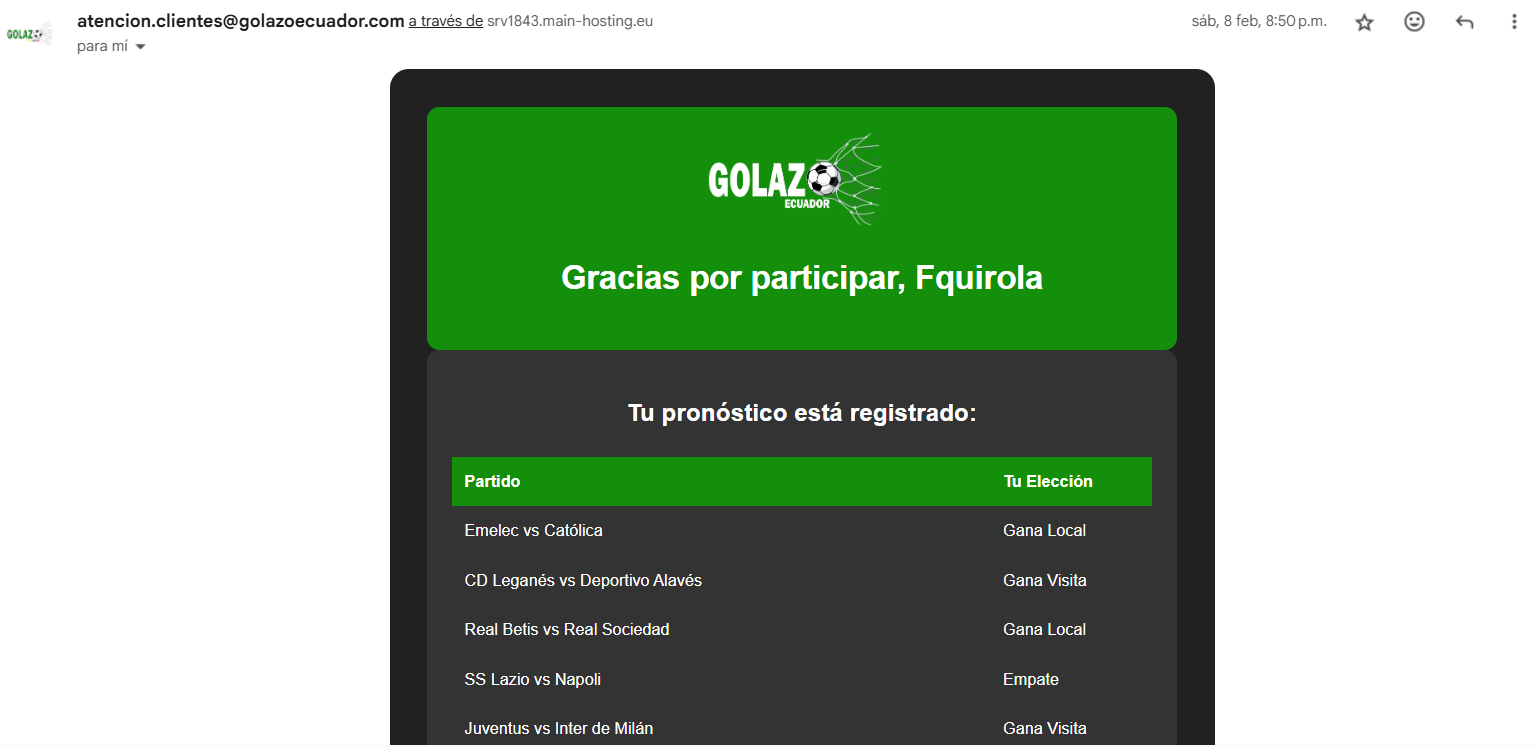 atencion.clientes@golazoecuador.com a través de srv1843.main-hosting.eu sáb, 8 feb, 8:50 p.m.
para mí
GOLAZO
GOLAZO
ECUADOR
Gracias por participar, Fquirola
Tu pronóstico está registrado:
Partido Tu Elección
Emelec vs Católica Gana Local
CD Leganés vs Deportivo Alavés Gana Visita
Real Betis vs Real Sociedad Gana Local
SS Lazio vs Napoli Empate
Juventus vs Inter de Milán Gana Visita